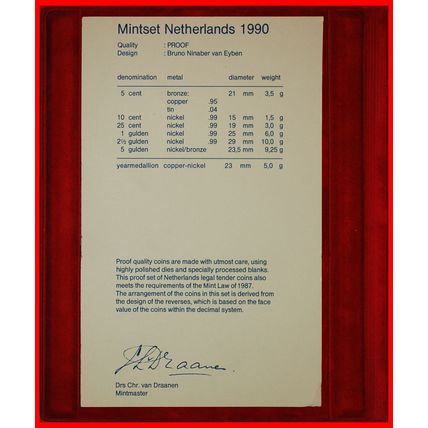 Mintset Netherlands 1990
Quality : PROOF
Design : Bruno Ninaber van Eyben
denomination metal diameter weight
5 cent bronze: 21 mm 3,5 g
copper .95
tin .04
10 cent nickel .99 15 mm 1,5 g
25 cent nickel .99 19 mm 3,0 g
1 gulden nickel .99 25 mm 6,0 g
2½ gulden nickel .99 29 mm 10,0 g
5 gulden nickel/bronze 23,5 mm 9,25 g
yearmedallion copper-nickel 23 mm 5,0 g
Proof quality coins are made with utmost care, using
highly polished dies and specially processed blanks.
This proof set of Netherlands legal tender coins also
meets the requirements of the Mint Law of 1987.
The arrangement of the coins in this set is derived from
the design of the reverses, which is based on the face
value of the coins within the decimal system.
Draanen
Drs Chr. van Draanen
Mintmaster